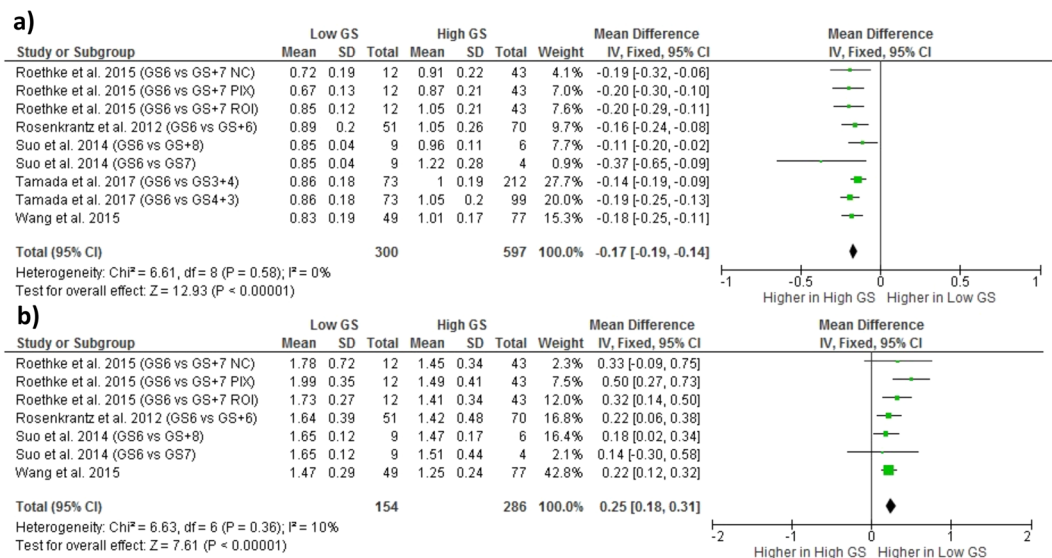 a)
Low GS High GS Mean Difference Mean Difference
Study or Subgroup Mean SD Total Mean SD Total Weight IV, Fixed, 95% CI IV, Fixed, 95% CI
Roethke et al. 2015 (GS6 vs GS+7 NC) 0.72 0.19 12 0.91 0.22 43 4.1% -0.19 [-0.32, -0.06]
Roethke et al. 2015 (GS6 vs GS+7 PIX) 0.67 0.13 12 0.87 0.21 43 7.0% -0.20 [-0.30, -0.10]
Roethke et al. 2015 (GS6 vs GS+7 ROI) 0.85 0.12 12 1.05 0.21 43 7.6% -0.20 [-0.29, -0.11]
Rosenkrantz et al. 2012 (GS6 vs GS+6) 0.89 0.2 51 1.05 0.26 70 9.7% -0.16 [-0.24, -0.08]
Suo et al. 2014 (GS6 vs GS+8) 0.85 0.04 9 0.96 0.11 6 7.7% -0.11 [-0.20, -0.02]
Suo et al. 2014 (GS6 vs GS7) 0.85 0.04 9 1.22 0.28 4 0.9% -0.37 [-0.65, -0.09]
Tamada et al. 2017 (GS6 vs GS3+4) 0.86 0.18 73 1 0.19 212 27.7% -0.14 [-0.19, -0.09]
Tamada et al. 2017 (GS6 vs GS4+3) 0.86 0.18 73 1.05 0.2 99 20.0% -0.19 [-0.25, -0.13]
Wang et al. 2015 0.83 0.19 49 1.01 0.17 77 15.3% -0.18 [-0.25, -0.11]
Total (95% CI) 300 597 100.0% -0.17 [-0.19, -0.14]
Heterogeneity: Chi² = 6.61, df = 8 (P = 0.58); I² = 0%
Test for overall effect: Z = 12.93 (P < 0.00001)
-1 -0.5 0 0.5 1
Higher in High GS Higher in Low GS
b)
Low GS High GS Mean Difference Mean Difference
Study or Subgroup Mean SD Total Mean SD Total Weight IV, Fixed, 95% CI IV, Fixed, 95% CI
Roethke et al. 2015 (GS6 vs GS+7 NC) 1.78 0.72 12 1.45 0.34 43 2.3% 0.33 [-0.09, 0.75]
Roethke et al. 2015 (GS6 vs GS+7 PIX) 1.99 0.35 12 1.49 0.41 43 7.5% 0.50 [0.27, 0.73]
Roethke et al. 2015 (GS6 vs GS+7 ROI) 1.73 0.27 12 1.41 0.34 43 12.0% 0.32 [0.14, 0.50]
Rosenkrantz et al. 2012 (GS6 vs GS+6) 1.64 0.39 51 1.42 0.48 70 16.8% 0.22 [0.06, 0.38]
Suo et al. 2014 (GS6 vs GS+8) 1.65 0.12 9 1.47 0.17 6 16.4% 0.18 [0.02, 0.34]
Suo et al. 2014 (GS6 vs GS7) 1.65 0.12 9 1.51 0.44 4 2.1% 0.14 [-0.30, 0.58]
Wang et al. 2015 1.47 0.29 49 1.25 0.24 77 42.8% 0.22 [0.12, 0.32]
Total (95% CI) 154 286 100.0% 0.25 [0.18, 0.31]
Heterogeneity: Chi² = 6.63, df = 6 (P = 0.36); I² = 10%
Test for overall effect: Z = 7.61 (P < 0.00001)
-2 -1 0 1 2
Higher in High GS Higher in Low GS